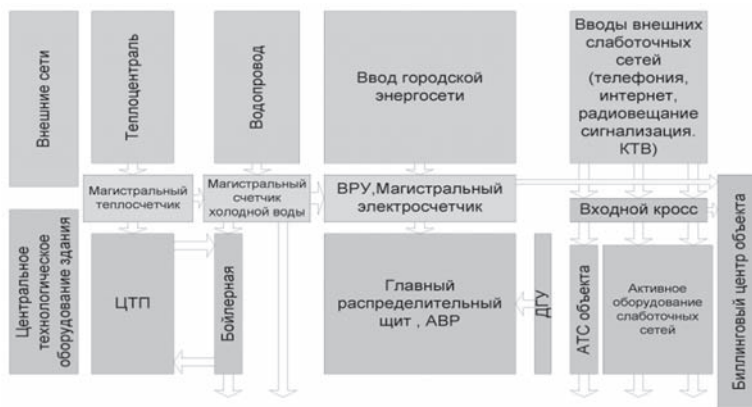 Внешние сети
Теплоцентраль
Водопровод
Ввод городской
энергосети
Вводы внешних
слаботочных
сетей
(телефония,
интернет,
радиовещание
сигнализация.
КТВ)
Магистральный
теплосчетчик
Магистральный
счетчик
холодной воды
ВРУ,Магистральный
электросчетчик
Входной кросс
Центральное
технологическое
оборудование здания
ЦТП
Бойлерная
Главный
распределительный
щит , АВР
ДГУ
АТС объекта
Активное
оборудование
слаботочных
сетей
Биллинговый центр объекта